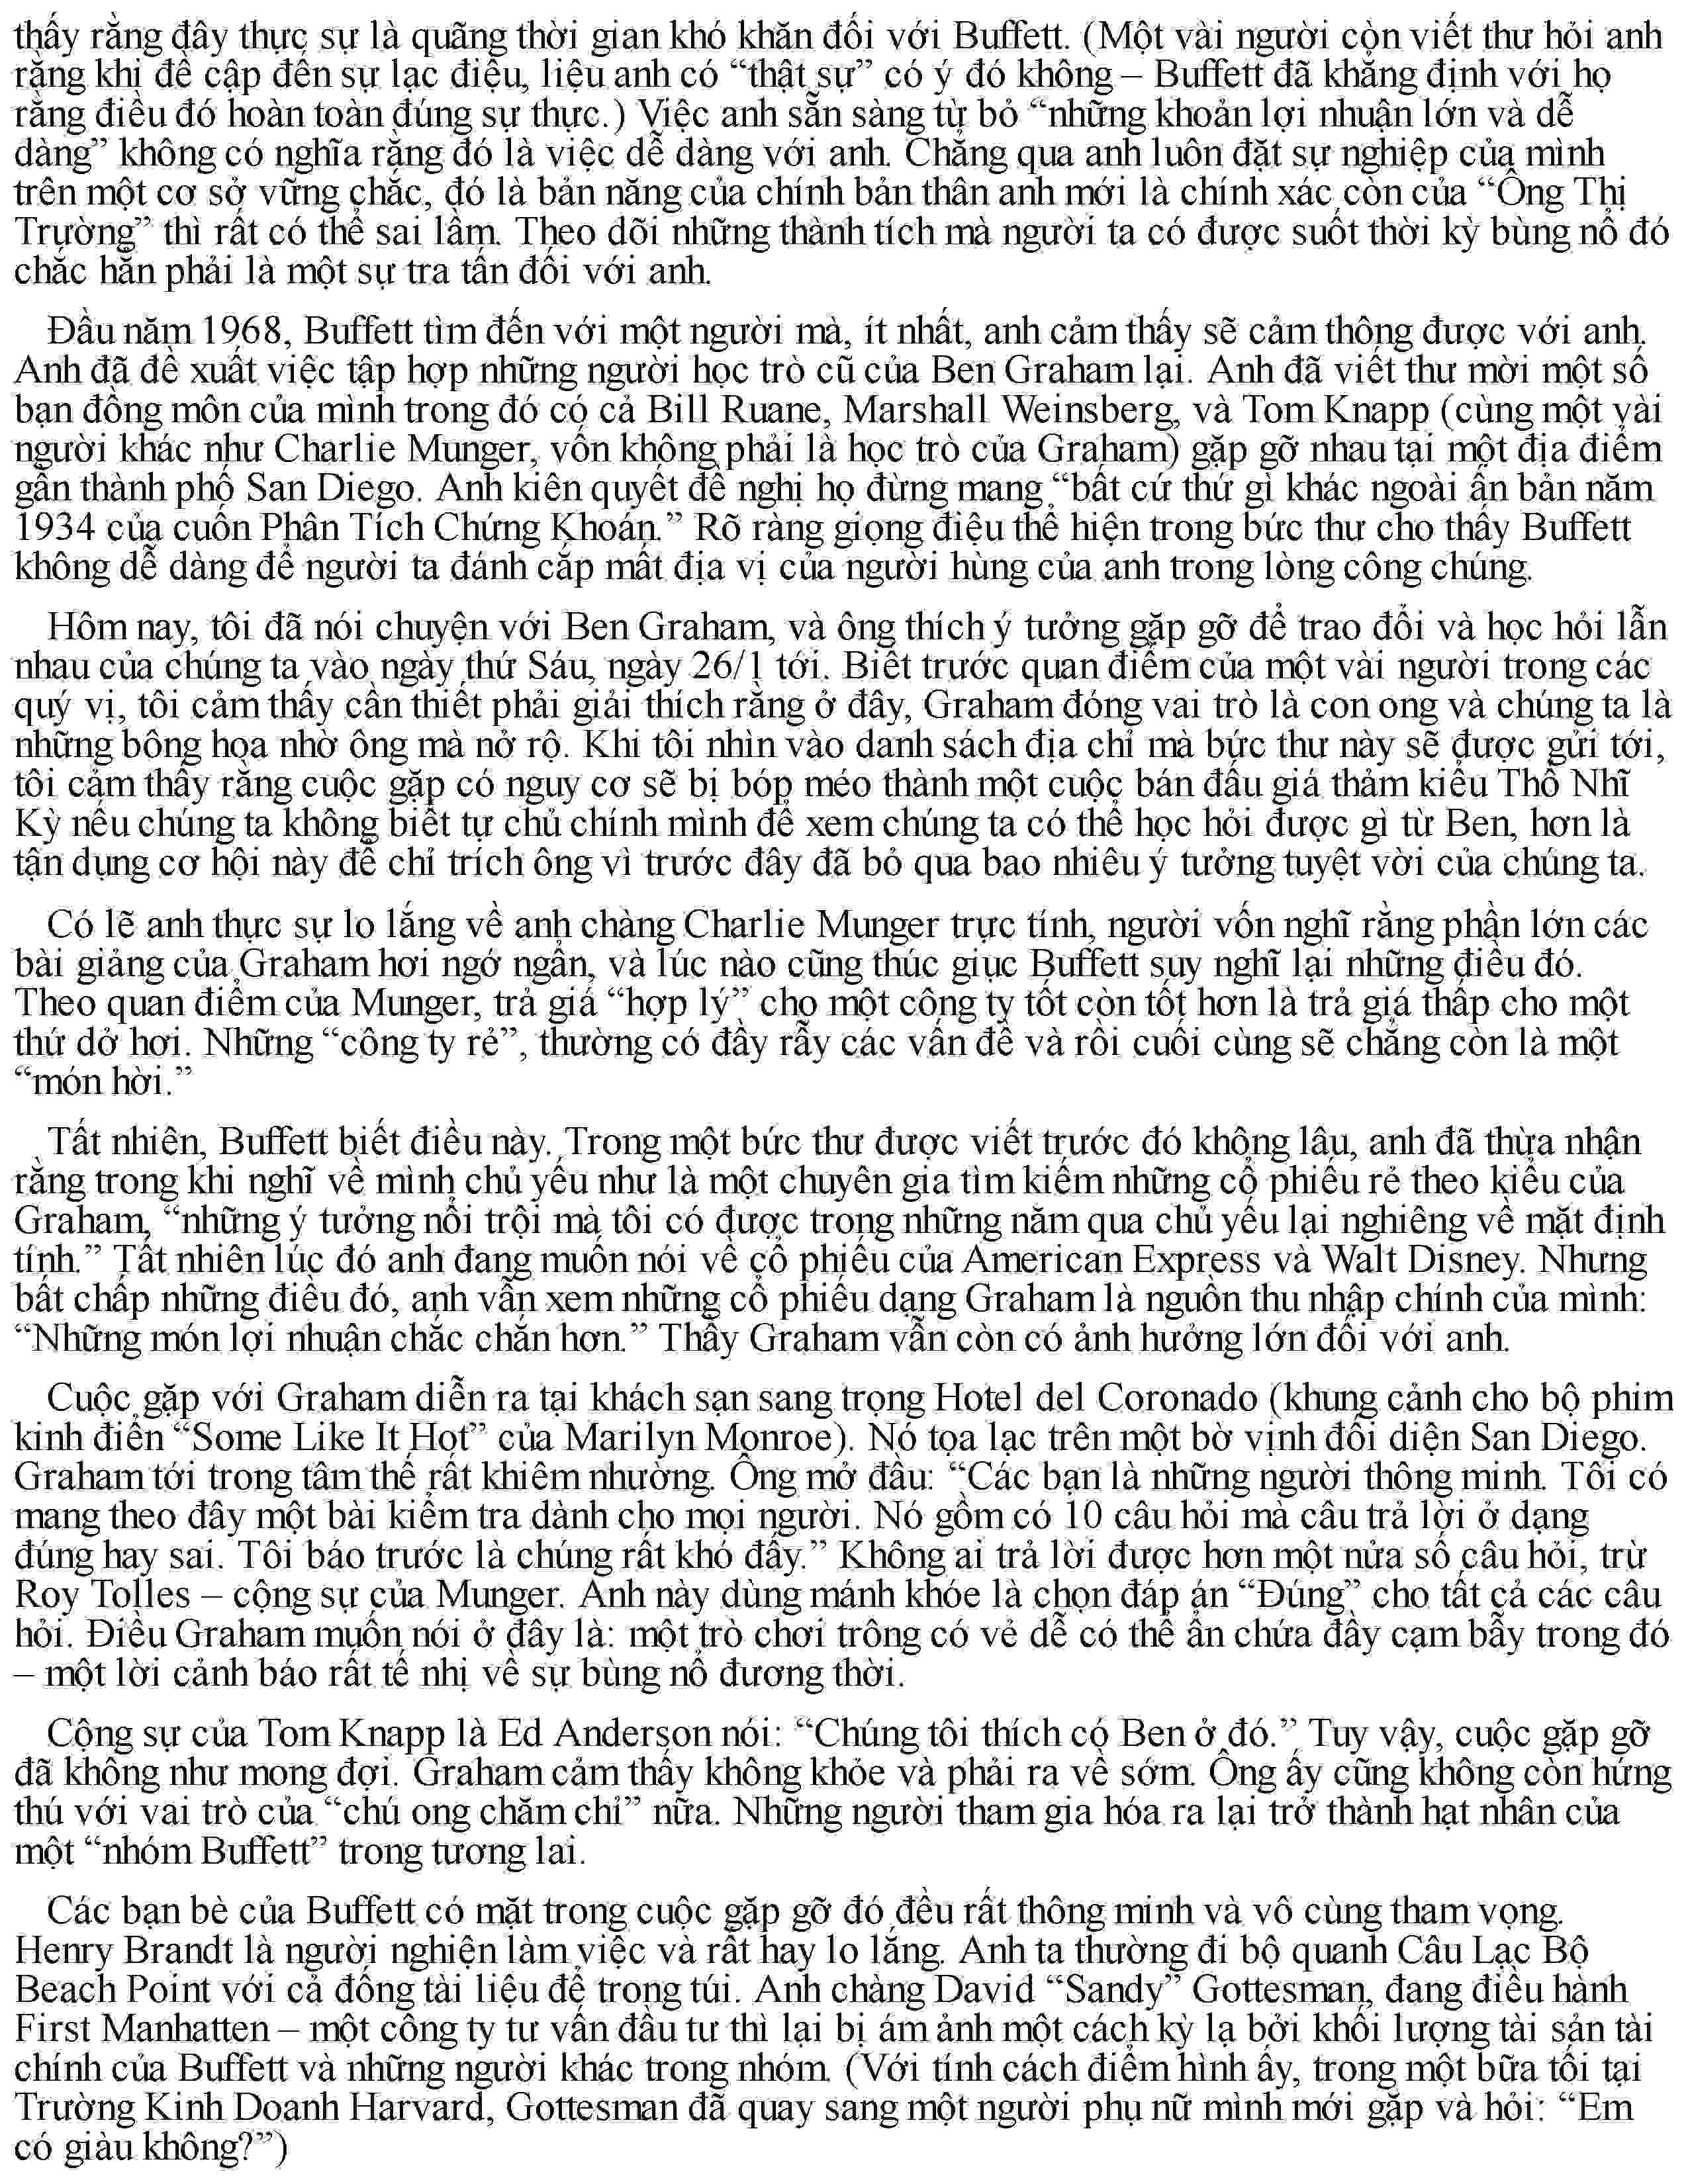 thấy rằng đây thực sự là quãng thời gian khó khăn đối với Buffett. (Một vài người còn viết thư hỏi anh
rằng khi đề cập đến sự lạc điệu, liệu anh có “thật sự” có ý đó không – Buffett đã khẳng định với họ
rằng điều đó hoàn toàn đúng sự thực.) Việc anh sẵn sàng từ bỏ “những khoản lợi nhuận lớn và dễ
dàng” không có nghĩa rằng đó là việc dễ dàng với anh. Chẳng qua anh luôn đặt sự nghiệp của mình
trên một cơ sở vững chắc, đó là bản năng của chính bản thân anh mới là chính xác còn của “Ông Thị
Trường” thì rất có thể sai lầm. Theo dõi những thành tích mà người ta có được suốt thời kỳ bùng nổ đó
chắc hẳn phải là một sự tra tấn đối với anh.
Đầu năm 1968, Buffett tìm đến với một người mà, ít nhất, anh cảm thấy sẽ cảm thông được với anh.
Anh đã đề xuất việc tập hợp những người học trò cũ của Ben Graham lại. Anh đã viết thư mời một số
bạn đồng môn của mình trong đó có cả Bill Ruane, Marshall Weinsberg, và Tom Knapp (cùng một vài
người khác như Charlie Munger, vốn không phải là học trò của Graham) gặp gỡ nhau tại một địa điểm
gần thành phố San Diego. Anh kiên quyết đề nghị họ đừng mang “bất cứ thứ gì khác ngoài ấn bản năm
1934 của cuốn Phân Tích Chứng Khoán.” Rõ ràng giọng điệu thể hiện trong bức thư cho thấy Buffett
không dễ dàng để người ta đánh cắp mất địa vị của người hùng của anh trong lòng công chúng.
Hôm nay, tôi đã nói chuyện với Ben Graham, và ông thích ý tưởng gặp gỡ để trao đổi và học hỏi lẫn
nhau của chúng ta vào ngày thứ Sáu, ngày 26/1 tới. Biết trước quan điểm của một vài người trong các
quý vị, tôi cảm thấy cần thiết phải giải thích rằng ở đây, Graham đóng vai trò là con ong và chúng ta là
những bông hoa nhờ ông mà nở rộ. Khi tôi nhìn vào danh sách địa chỉ mà bức thư này sẽ được gửi tới,
tôi cảm thấy rằng cuộc gặp có nguy cơ sẽ bị bóp méo thành một cuộc bán đấu giá thảm kiểu Thổ Nhĩ
Kỳ nếu chúng ta không biết tự chủ chính mình để xem chúng ta có thể học hỏi được gì từ Ben, hơn là
tận dụng cơ hội này để chỉ trích ông vì trước đây đã bỏ qua bao nhiêu ý tưởng tuyệt vời của chúng ta.
Có lẽ anh thực sự lo lắng về anh chàng Charlie Munger trực tính, người vốn nghĩ rằng phần lớn các
bài giảng của Graham hơi ngớ ngẩn, và lúc nào cũng thúc giục Buffett suy nghĩ lại những điều đó.
Theo quan điểm của Munger, trả giá “hợp lý” cho một công ty tốt còn tốt hơn là trả giá thấp cho một
thứ dở hơi. Những “công ty rẻ”, thường có đầy rẫy các vấn đề và rồi cuối cùng sẽ chẳng còn là một
“món hời.”
Tất nhiên, Buffett biết điều này. Trong một bức thư được viết trước đó không lâu, anh đã thừa nhận
rằng trong khi nghĩ về mình chủ yếu như là một chuyên gia tìm kiếm những cổ phiếu rẻ theo kiểu của
Graham, “những ý tưởng nổi trội mà tôi có được trong những năm qua chủ yếu lại nghiêng về mặt định
tính.” Tất nhiên lúc đó anh đang muốn nói về cổ phiếu của American Express và Walt Disney. Nhưng
bất chấp những điều đó, anh vẫn xem những cổ phiếu dạng Graham là nguồn thu nhập chính của mình:
“Những món lợi nhuận chắc chắn hơn.” Thầy Graham vẫn còn có ảnh hưởng lớn đối với anh.
Cuộc gặp với Graham diễn ra tại khách sạn sang trọng Hotel del Coronado (khung cảnh cho bộ phim
kinh điển “Some Like It Hot” của Marilyn Monroe). Nó tọa lạc trên một bờ vịnh đối diện San Diego.
Graham tới trong tâm thế rất khiêm nhường. Ông mở đầu: “Các bạn là những người thông minh. Tôi có
mang theo đây một bài kiểm tra dành cho mọi người. Nó gồm có 10 câu hỏi mà câu trả lời ở dạng
đúng hay sai. Tôi báo trước là chúng rất khó đấy.” Không ai trả lời được hơn một nửa số câu hỏi, trừ
Roy Tolles – cộng sự của Munger. Anh này dùng mánh khóe là chọn đáp án “Đúng” cho tất cả các câu
hỏi. Điều Graham muốn nói ở đây là: một trò chơi trông có vẻ dễ có thể ẩn chứa đầy cạm bẫy trong đó
– một lời cảnh báo rất tế nhị về sự bùng nổ đương thời.
Cộng sự của Tom Knapp là Ed Anderson nói: “Chúng tôi thích có Ben ở đó.” Tuy vậy, cuộc gặp gỡ
đã không như mong đợi. Graham cảm thấy không khỏe và phải ra về sớm. Ông ấy cũng không còn hứng
thú với vai trò của “chú ong chăm chỉ” nữa. Những người tham gia hóa ra lại trở thành hạt nhân của
một “nhóm Buffett” trong tương lai.
Các bạn bè của Buffett có mặt trong cuộc gặp gỡ đó đều rất thông minh và vô cùng tham vọng.
Henry Brandt là người nghiện làm việc và rất hay lo lắng. Anh ta thường đi bộ quanh Câu Lạc Bộ
Beach Point với cả đống tài liệu để trong túi. Anh chàng David “Sandy” Gottesman, đang điều hành
First Manhatten – một công ty tư vấn đầu tư thì lại bị ám ảnh một cách kỳ lạ bởi khối lượng tài sản tài
chính của Buffett và những người khác trong nhóm. (Với tính cách điểm hình ấy, trong một bữa tối tại
Trường Kinh Doanh Harvard, Gottesman đã quay sang một người phụ nữ mình mới gặp và hỏi: “Em
có giàu không?”)